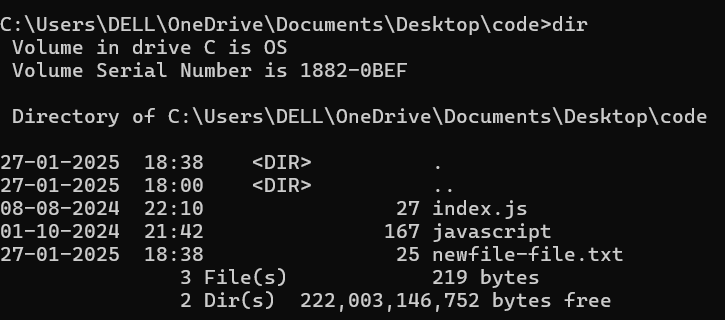 C:\Users\DELL\OneDrive\Documents\Desktop\code>dir
 Volume in drive C is OS
 Volume Serial Number is 1882-0BEF

 Directory of C:\Users\DELL\OneDrive\Documents\Desktop\code

27-01-2025  18:38    <DIR>          .
27-01-2025  18:00    <DIR>          ..
08-08-2024  22:10                27 index.js
01-10-2024  21:42               167 javascript
27-01-2025  18:38                25 newfile-file.txt
               3 File(s)            219 bytes
               2 Dir(s)  222,003,146,752 bytes free